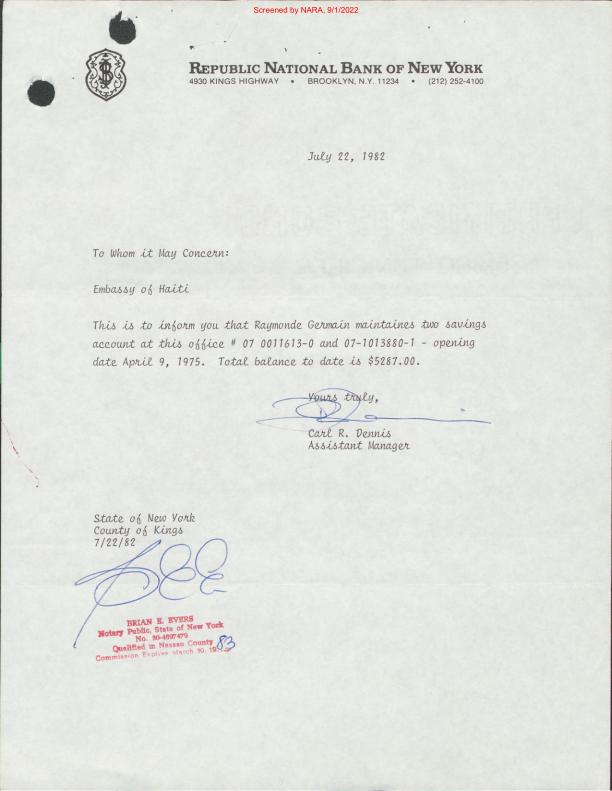 Screened by NARA, 9/1/2022
REPUBLIC NATIONAL BANK OF NEW YORK
4930 KINGS HIGHWAY • BROOKLYN, N.Y. 11234 • (212) 252-4100
July 22, 1982
To Whom it May Concern:
Embassy of Haiti
This is to inform you that Raymonde Germain maintaines two savings
account at this office # 07 0011613-0 and 07-1013880-1 - opening
date April 9, 1975. Total balance to date is $5287.00.
Yours truly,
Carl R. Dennis
Assistant Manager
State of New York
County of Kings
7/22/82
BRIAN E. EVERS
Notary Public, State of New York
No. 30-4697479
Qualified in Nassau County
Commission Expires March 30, 19 83